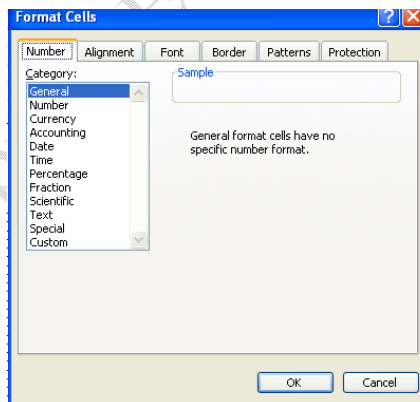 Format Cells
Number Alignment Font Border Patterns Protection
Category:
General
Number
Currency
Accounting
Date
Time
Percentage
Fraction
Scientific
Text
Special
Custom
Sample
General format cells have no
specific number format.
OK Cancel